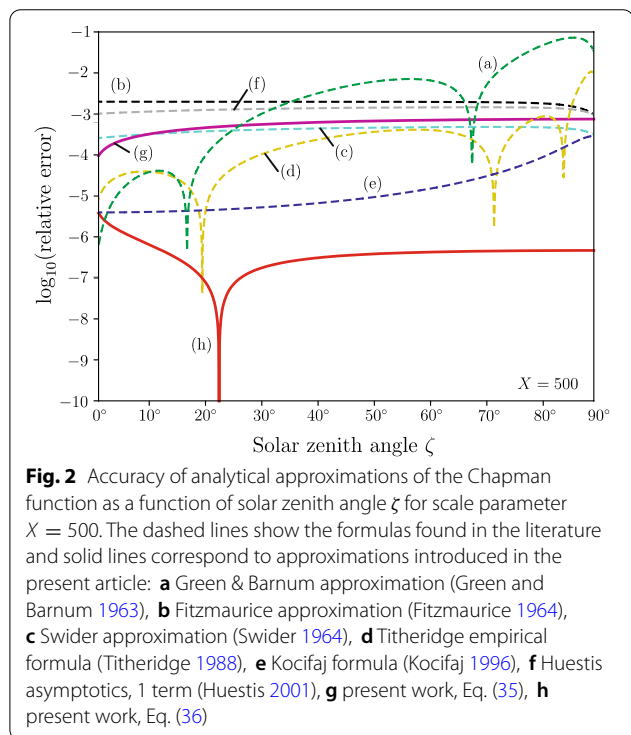 −1
(b)
(f)
(a)
−2
−3
−4
(g)
(c)
(d)
−5
(e)
−6
−7
−8
(h)
−9
−10
X = 500
log₁₀(relative error)
0° 10° 20° 30° 40° 50° 60° 70° 80° 90°
Solar zenith angle ζ
Fig. 2 Accuracy of analytical approximations of the Chapman
function as a function of solar zenith angle ζ for scale parameter
X = 500. The dashed lines show the formulas found in the literature
and solid lines correspond to approximations introduced in the
present article: a Green & Barnum approximation (Green and
Barnum 1963), b Fitzmaurice approximation (Fitzmaurice 1964),
c Swider approximation (Swider 1964), d Titheridge empirical
formula (Titheridge 1988), e Kocifaj formula (Kocifaj 1996), f Huestis
asymptotics, 1 term (Huestis 2001), g present work, Eq. (35), h
present work, Eq. (36)